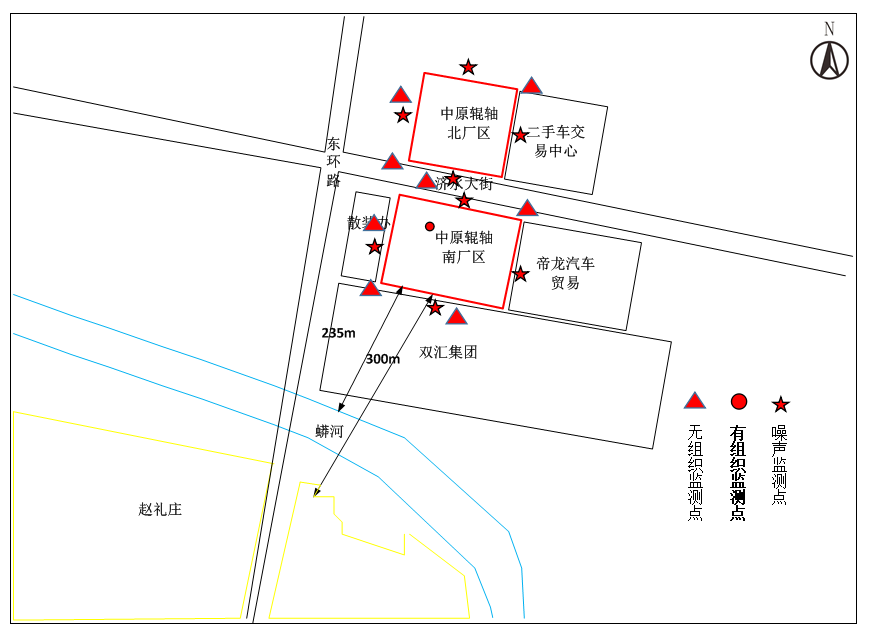 N
中原辊轴
北厂区
二手车交
易中心
东
环
路
济水大街
散装办
中原辊轴
南厂区
帝龙汽车
贸易
235m
300m
双汇集团
蟒河
赵礼庄
无组织监测点
有组织监测点
噪声监测点